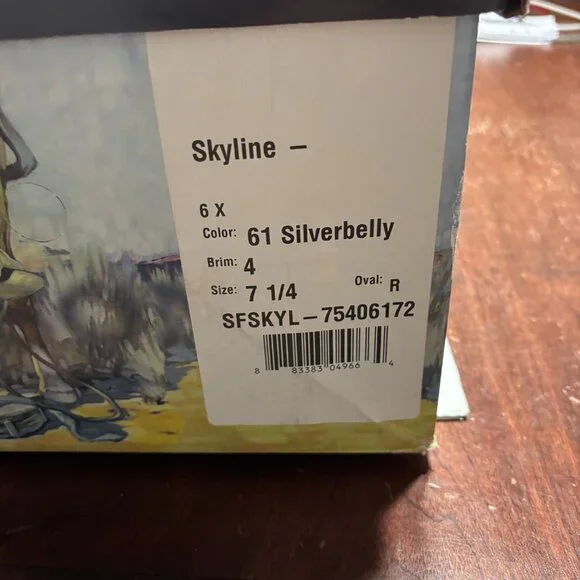 Skyline –
6 X
Color: 61 Silverbelly
Brim: 4
Size: 7 1/4 Oval: R
SFSKYL–75406172
8 83383 04966 4